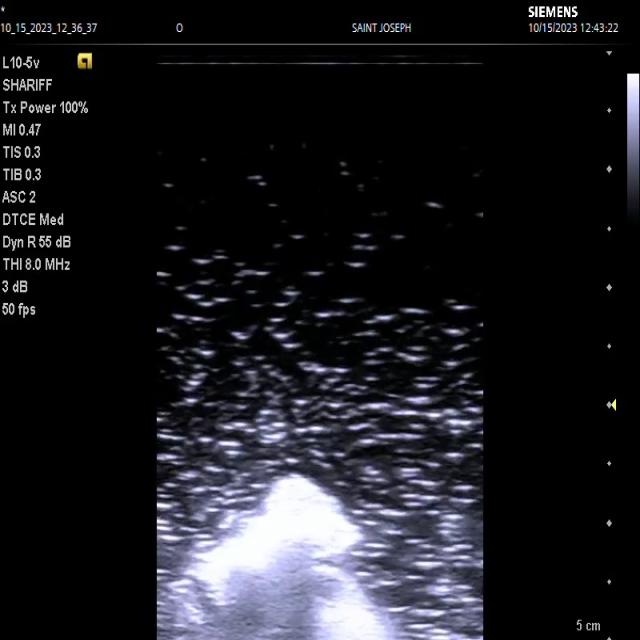 *
SIEMENS
10_15_2023_12_36_37 O SAINT JOSEPH 10/15/2023 12:43:22
L10-5v
SHARIFF
Tx Power 100%
MI 0.47
TIS 0.3
TIB 0.3
ASC 2
DTCE Med
Dyn R 55 dB
THI 8.0 MHz
3 dB
50 fps
5 cm